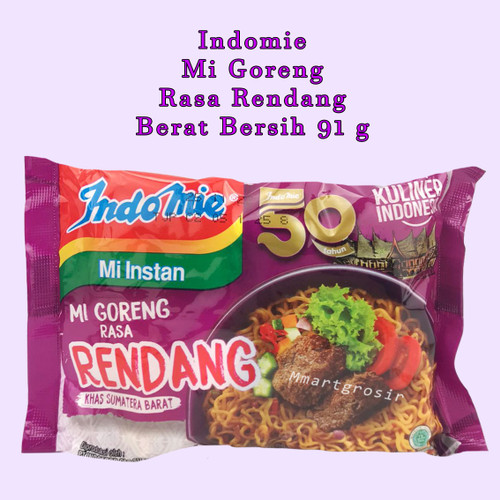 Indomie
Mi Goreng
Rasa Rendang
Berat Bersih 91 g
Indomie
Indomie
50
tahun
KULINER
INDONESIA
Mi Instan
MI GORENG
RASA
RENDANG
KHAS SUMATERA BARAT
Mmartgrosir